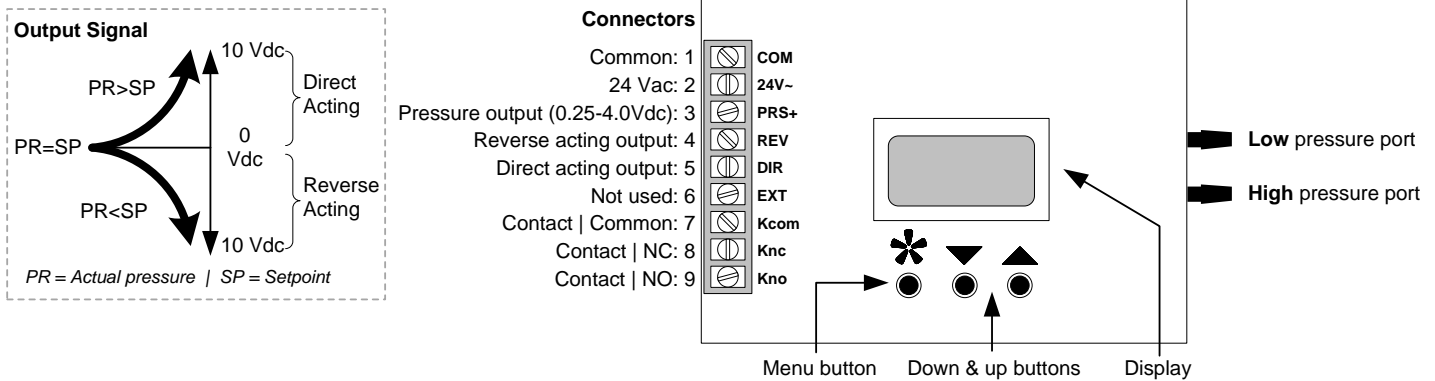 Output Signal
10 Vdc
PR>SP
Direct
Acting
PR=SP
0
Vdc
Reverse
Acting
PR<SP
10 Vdc
PR = Actual pressure | SP = Setpoint
Connectors
Common: 1 COM
24 Vac: 2 24V~
Pressure output (0.25-4.0Vdc): 3 PRS+
Reverse acting output: 4 REV
Direct acting output: 5 DIR
Not used: 6 EXT
Contact | Common: 7 Kcom
Contact | NC: 8 Knc
Contact | NO: 9 Kno
Low pressure port
High pressure port
Menu button
Down & up buttons
Display